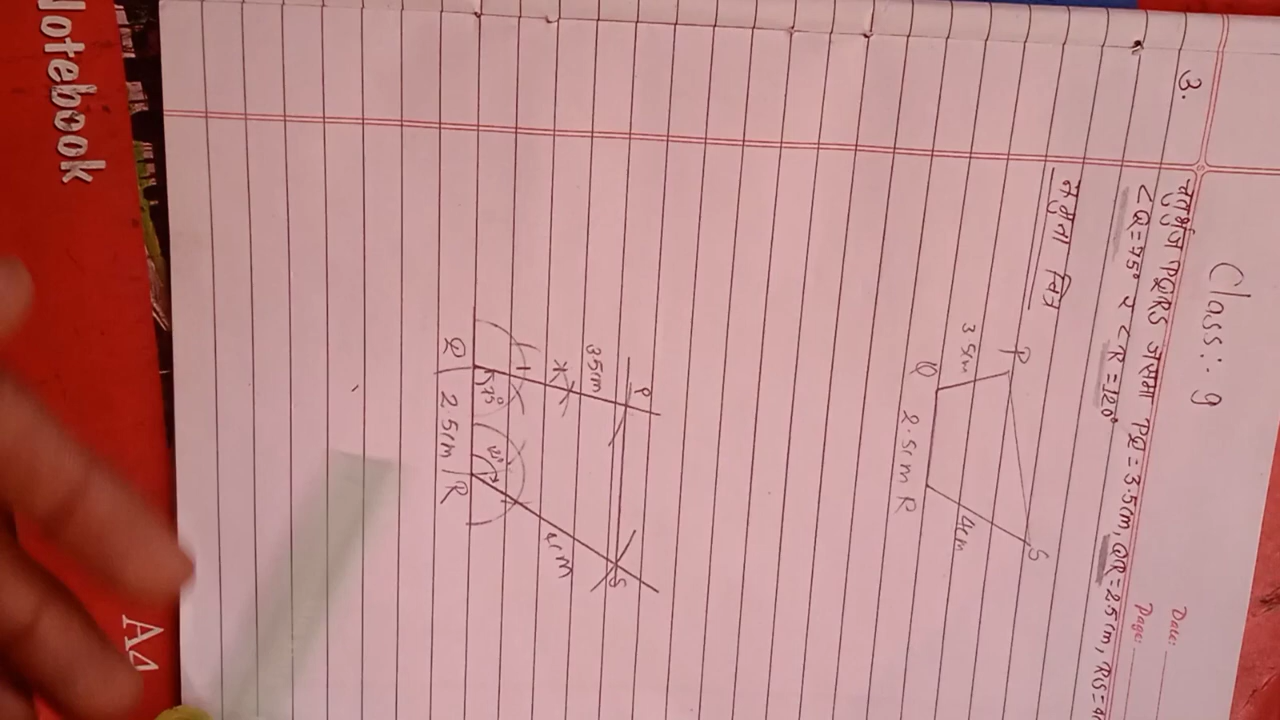 Class: 9
Date:
Page:
3. चतुर्भुज PQRS जसमा PQ = 3.5cm, QR = 2.5cm, RS = 4
<Q = 75° र <R = 120°
नमुना चित्र
P
S
3.5cm
4cm
Q
2.5cm R
P
3.5cm
S
4cm
75°
120°
Q 2.5cm R
Notebook
A4